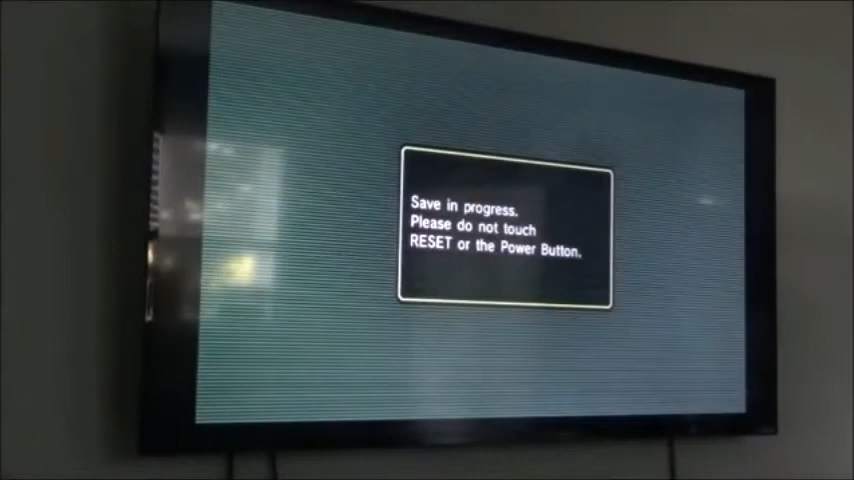 Save in progress.
Please do not touch
RESET or the Power Button.